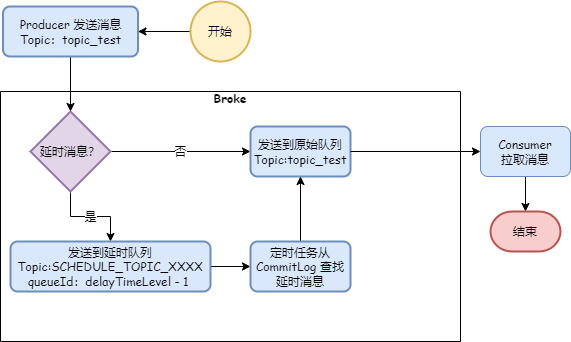 Producer 发送消息
Topic：topic_test
开始
Broke
延时消息?
否
发送到原始队列
Topic:topic_test
Consumer
拉取消息
是
发送到延时队列
Topic:SCHEDULE_TOPIC_XXXX
queueId：delayTimeLevel - 1
定时任务从
CommitLog 查找
延时消息
结束